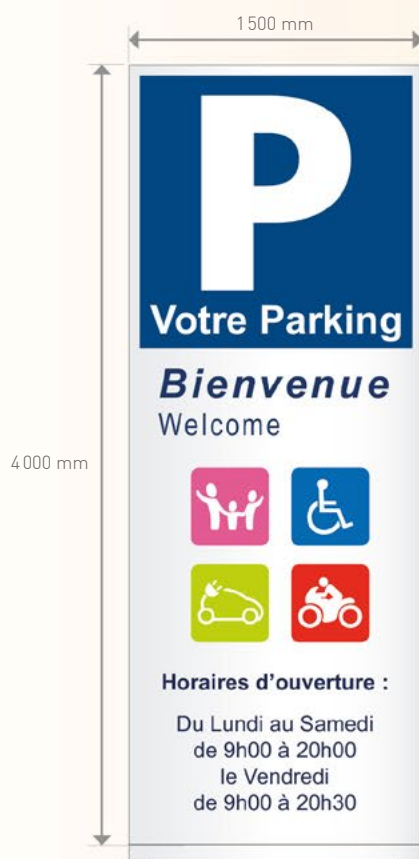 1500 mm
4000 mm
P
Votre Parking
Bienvenue
Welcome
Horaires d'ouverture :
Du Lundi au Samedi
de 9h00 à 20h00
le Vendredi
de 9h00 à 20h30